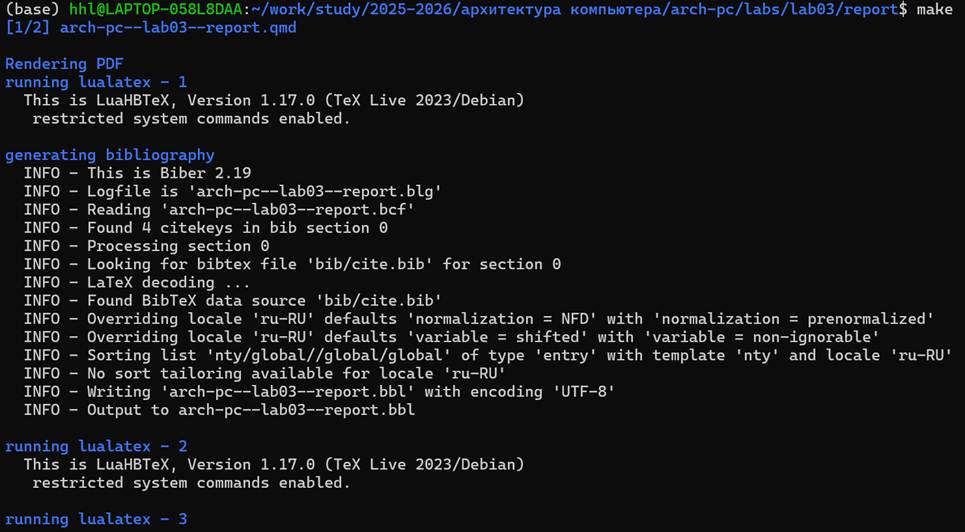 (base) hhl@LAPTOP-058L8DAA:~/work/study/2025-2026/архитектура компьютера/arch-pc/labs/lab03/report$ make
[1/2] arch-pc--lab03--report.qmd
Rendering PDF
running lualatex - 1
This is LuaHBTeX, Version 1.17.0 (TeX Live 2023/Debian)
restricted system commands enabled.
generating bibliography
INFO - This is Biber 2.19
INFO - Logfile is 'arch-pc--lab03--report.blg'
INFO - Reading 'arch-pc--lab03--report.bcf'
INFO - Found 4 citekeys in bib section 0
INFO - Processing section 0
INFO - Looking for bibtex file 'bib/cite.bib' for section 0
INFO - LaTeX decoding ...
INFO - Found BibTeX data source 'bib/cite.bib'
INFO - Overriding locale 'ru-RU' defaults 'normalization = NFD' with 'normalization = prenormalized'
INFO - Overriding locale 'ru-RU' defaults 'variable = shifted' with 'variable = non-ignorable'
INFO - Sorting list 'nty/global//global/global' of type 'entry' with template 'nty' and locale 'ru-RU'
INFO - No sort tailoring available for locale 'ru-RU'
INFO - Writing 'arch-pc--lab03--report.bbl' with encoding 'UTF-8'
INFO - Output to arch-pc--lab03--report.bbl
running lualatex - 2
This is LuaHBTeX, Version 1.17.0 (TeX Live 2023/Debian)
restricted system commands enabled.
running lualatex - 3